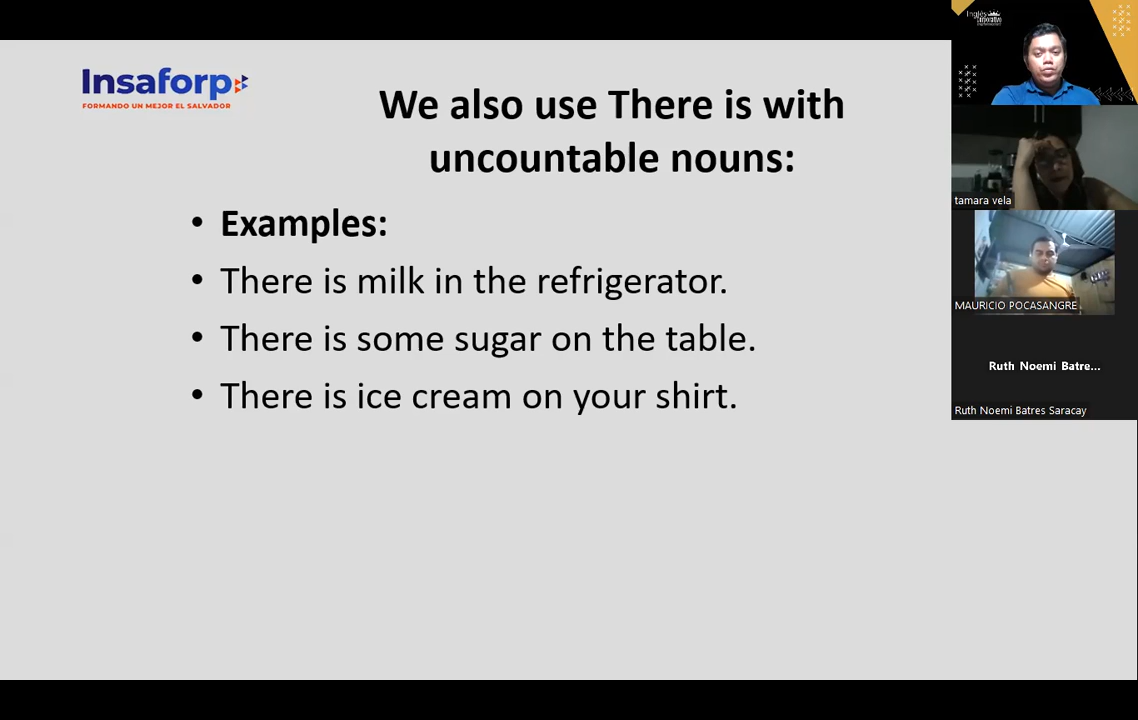 Insaforp
FORMANDO UN MEJOR EL SALVADOR
We also use There is with
uncountable nouns:
• Examples:
• There is milk in the refrigerator.
• There is some sugar on the table.
• There is ice cream on your shirt.
Inglés
corporativo
tamara vela
MAURICIO POCASANGRE
Ruth Noemi Batre...
Ruth Noemi Batres Saracay